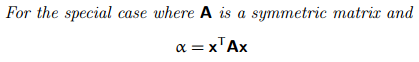 For the special case where A is a symmetric matrix and
α = xᵀAx